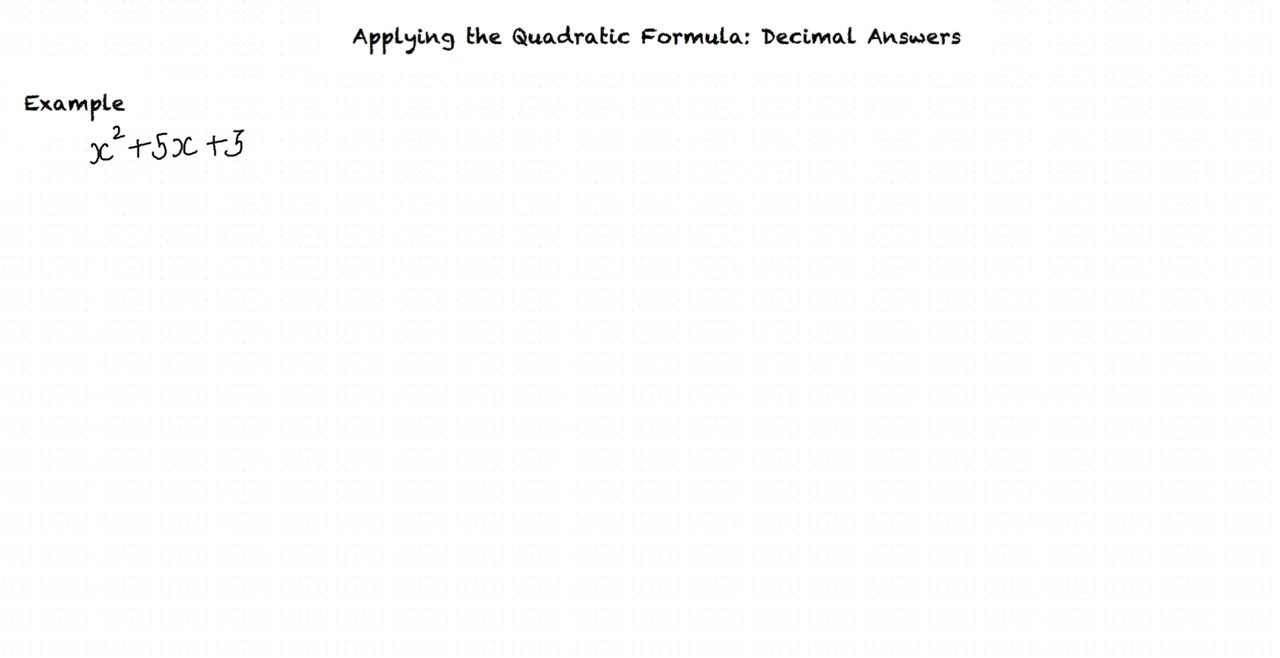 Applying the Quadratic Formula: Decimal Answers
Example
x² + 5x + 3